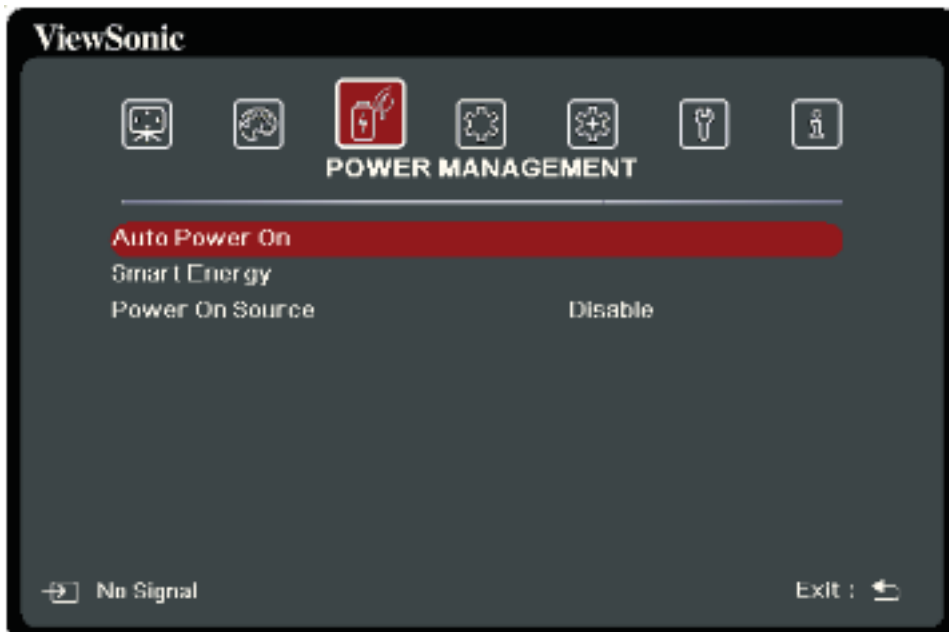 ViewSonic
POWER MANAGEMENT
Auto Power On
Smart Energy
Power On Source Disable
No Signal Exit :